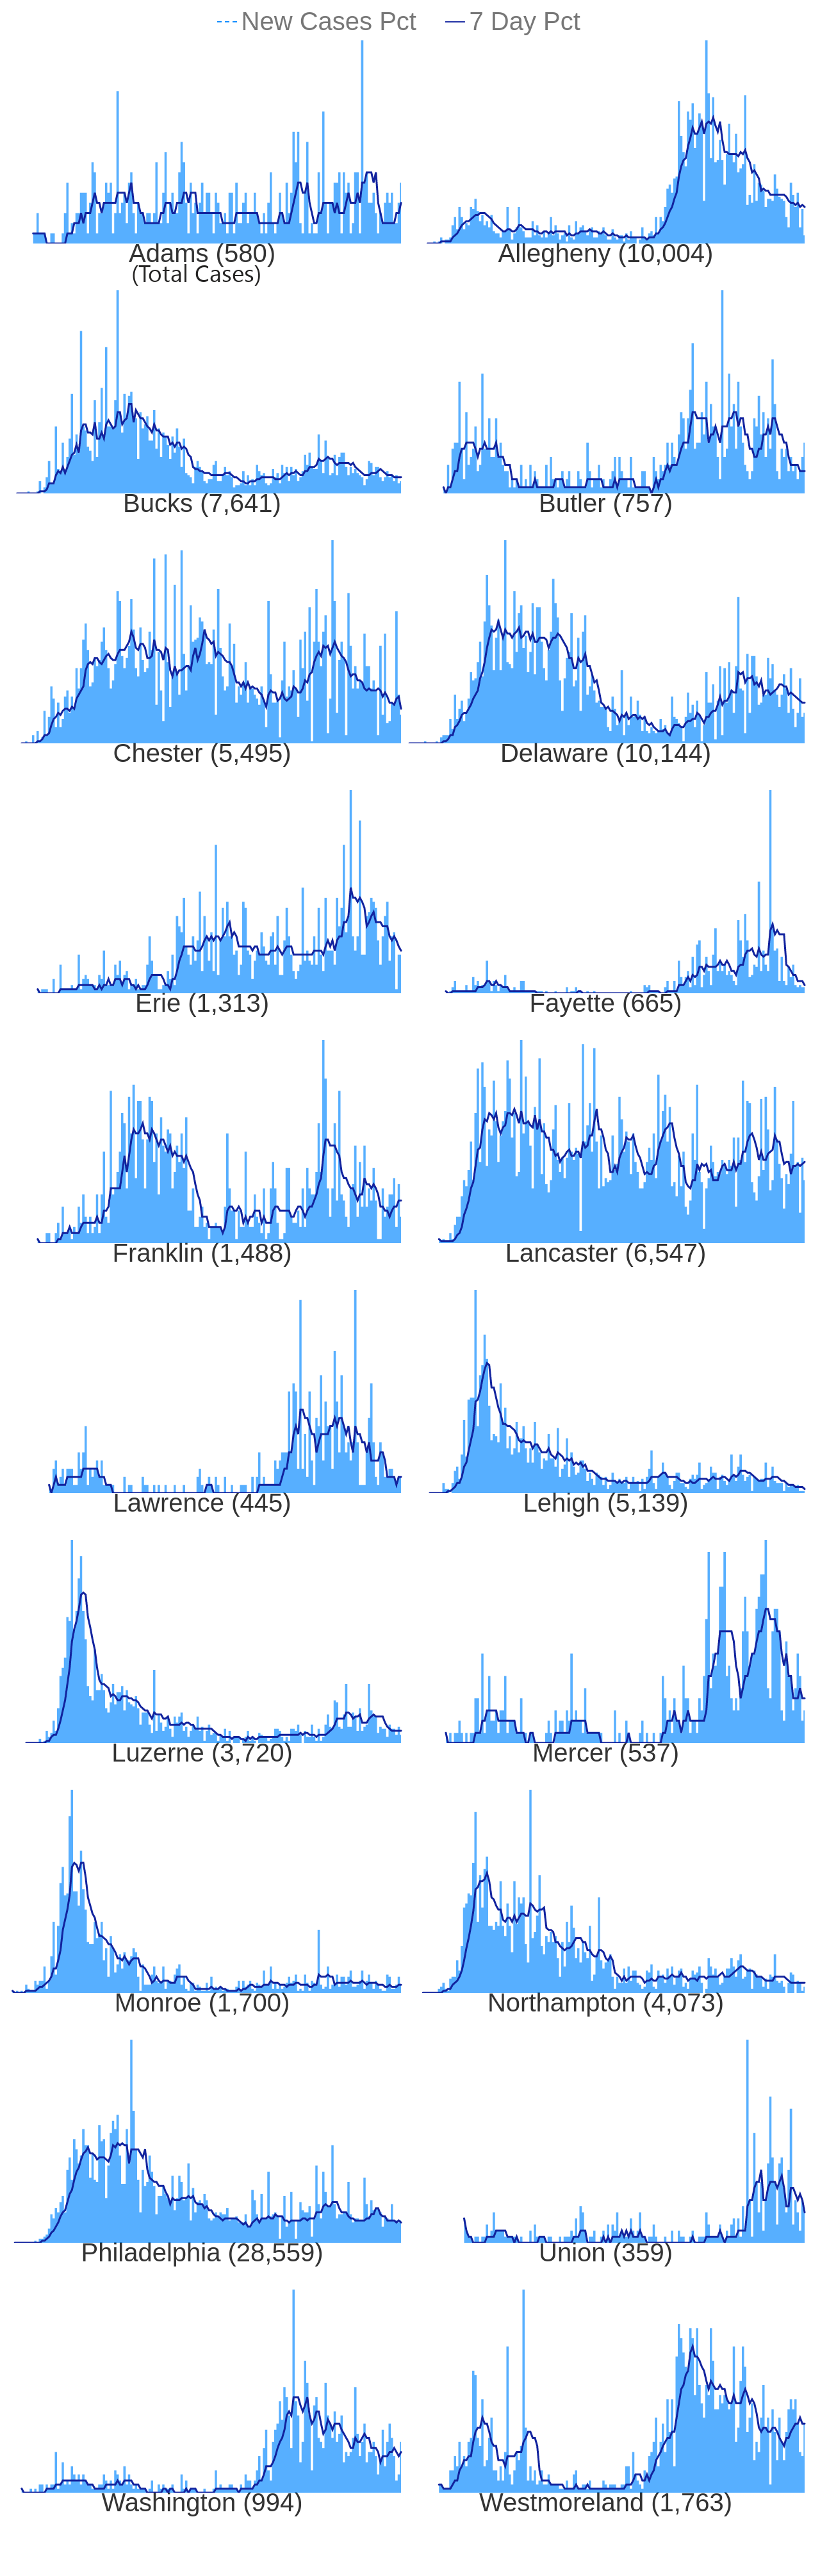 New Cases Pct 7 Day Pct
Adams (580) Allegheny (10,004)
(Total Cases)
Bucks (7,641) Butler (757)
Chester (5,495) Delaware (10,144)
Erie (1,313) Fayette (665)
Franklin (1,488) Lancaster (6,547)
Lawrence (445) Lehigh (5,139)
Luzerne (3,720) Mercer (537)
Monroe (1,700) Northampton (4,073)
Philadelphia (28,559) Union (359)
Washington (994) Westmoreland (1,763)